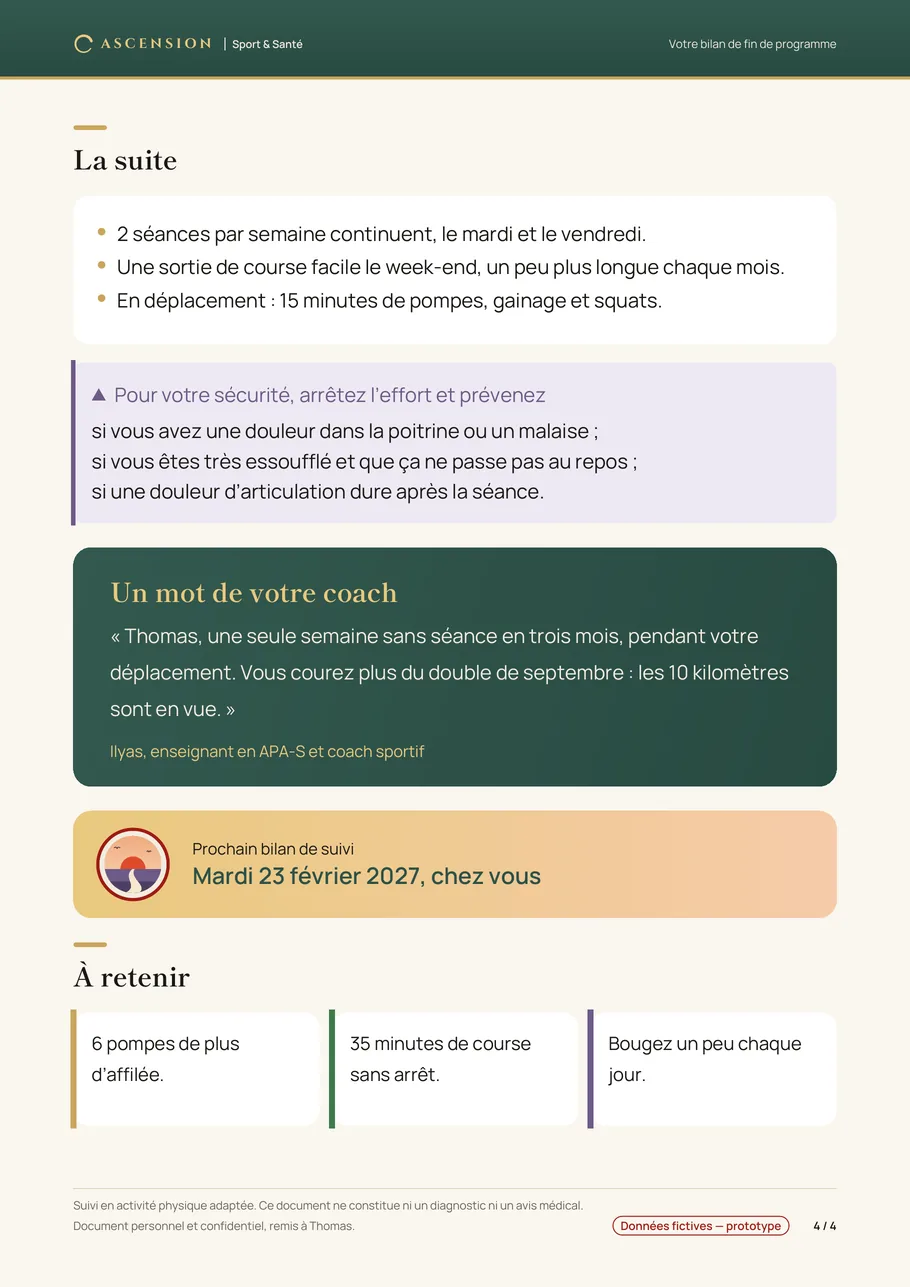 ASCENSION | Sport & Santé
Votre bilan de fin de programme
La suite
2 séances par semaine continuent, le mardi et le vendredi.
Une sortie de course facile le week-end, un peu plus longue chaque mois.
En déplacement : 15 minutes de pompes, gainage et squats.
Pour votre sécurité, arrêtez l’effort et prévenez
si vous avez une douleur dans la poitrine ou un malaise ;
si vous êtes très essoufflé et que ça ne passe pas au repos ;
si une douleur d’articulation dure après la séance.
Un mot de votre coach
« Thomas, une seule semaine sans séance en trois mois, pendant votre
déplacement. Vous courez plus du double de septembre : les 10 kilomètres
sont en vue. »
Ilyas, enseignant en APA-S et coach sportif
Prochain bilan de suivi
Mardi 23 février 2027, chez vous
À retenir
6 pompes de plus
d’affilée.
35 minutes de course
sans arrêt.
Bougez un peu chaque
jour.
Suivi en activité physique adaptée. Ce document ne constitue ni un diagnostic ni un avis médical.
Document personnel et confidentiel, remis à Thomas.
Données fictives — prototype
4 / 4